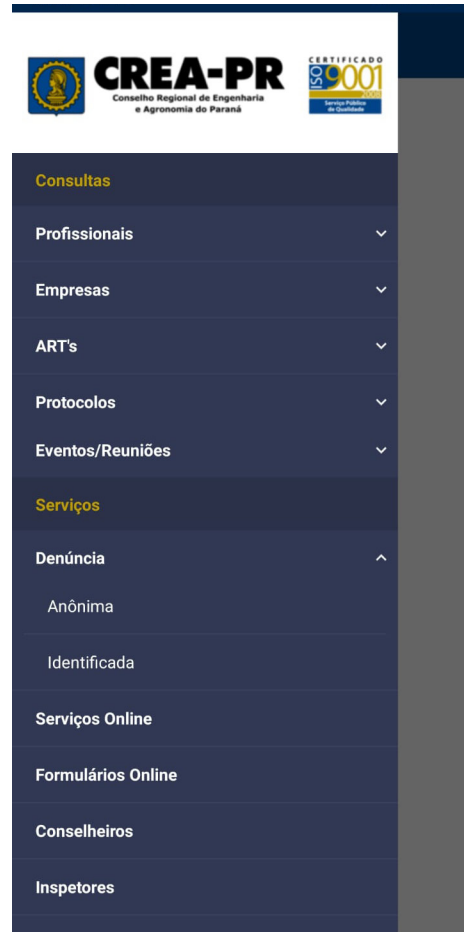 CREA-PR
Conselho Regional de Engenharia
e Agronomia do Paraná
CERTIFICADO
ISO 9001
2008
Serviço Público
de Qualidade
Consultas
Profissionais
Empresas
ART's
Protocolos
Eventos/Reuniões
Serviços
Denúncia
Anônima
Identificada
Serviços Online
Formulários Online
Conselheiros
Inspetores